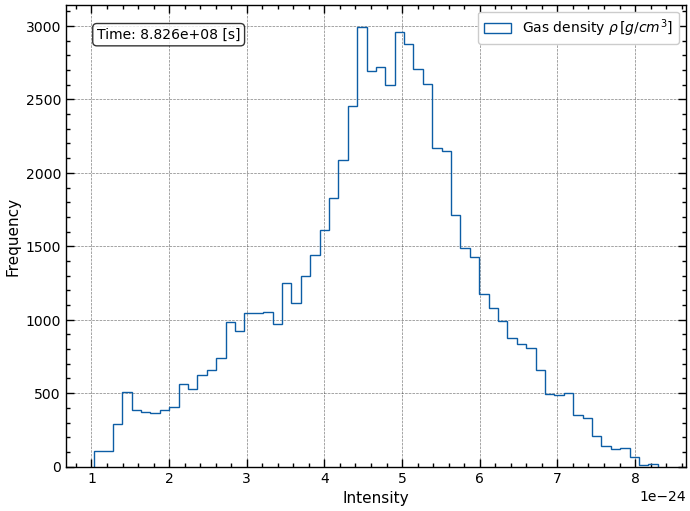 Time: 8.826e+08 [s]
Gas density ρ [g/cm³]
Frequency
3000
2500
2000
1500
1000
500
0
1 2 3 4 5 6 7 8
1e−24
Intensity